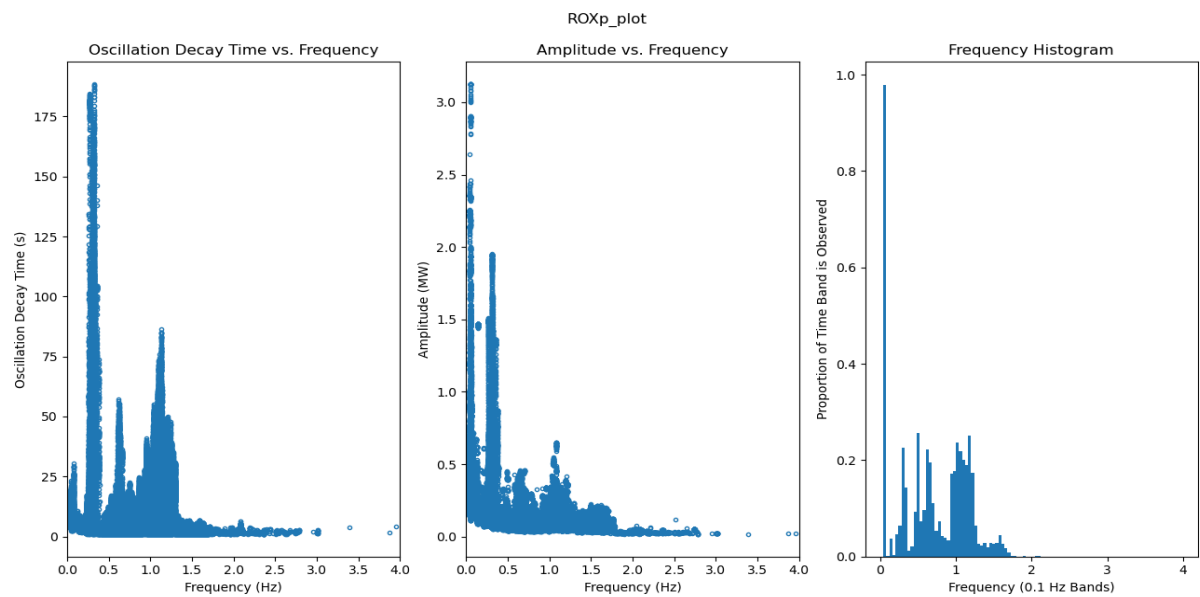 ROXp_plot
Oscillation Decay Time vs. Frequency
Oscillation Decay Time (s)
175
150
125
100
75
50
25
0
0.0 0.5 1.0 1.5 2.0 2.5 3.0 3.5 4.0
Frequency (Hz)
Amplitude vs. Frequency
Amplitude (MW)
3.0
2.5
2.0
1.5
1.0
0.5
0.0
0.0 0.5 1.0 1.5 2.0 2.5 3.0 3.5 4.0
Frequency (Hz)
Frequency Histogram
Proportion of Time Band is Observed
1.0
0.8
0.6
0.4
0.2
0.0
0 1 2 3 4
Frequency (0.1 Hz Bands)